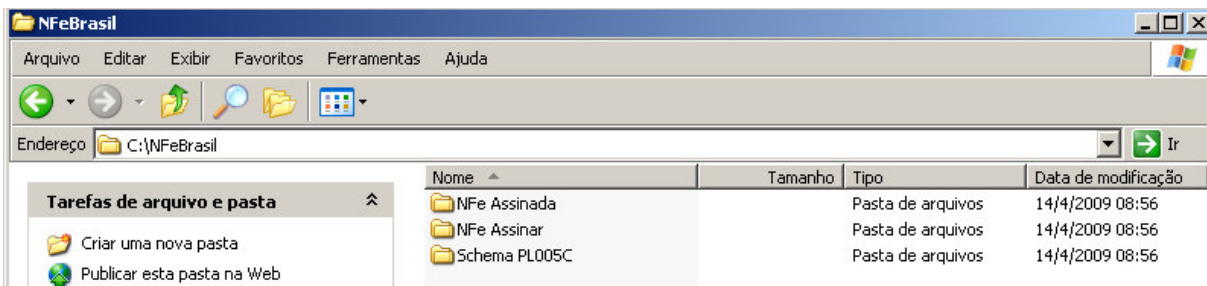 NFeBrasil
Arquivo Editar Exibir Favoritos Ferramentas Ajuda
Endereço C:\NFeBrasil Ir
Tarefas de arquivo e pasta
Criar uma nova pasta
Publicar esta pasta na Web
Nome Tamanho Tipo Data de modificação
NFe Assinada Pasta de arquivos 14/4/2009 08:56
NFe Assinar Pasta de arquivos 14/4/2009 08:56
Schema PL005C Pasta de arquivos 14/4/2009 08:56